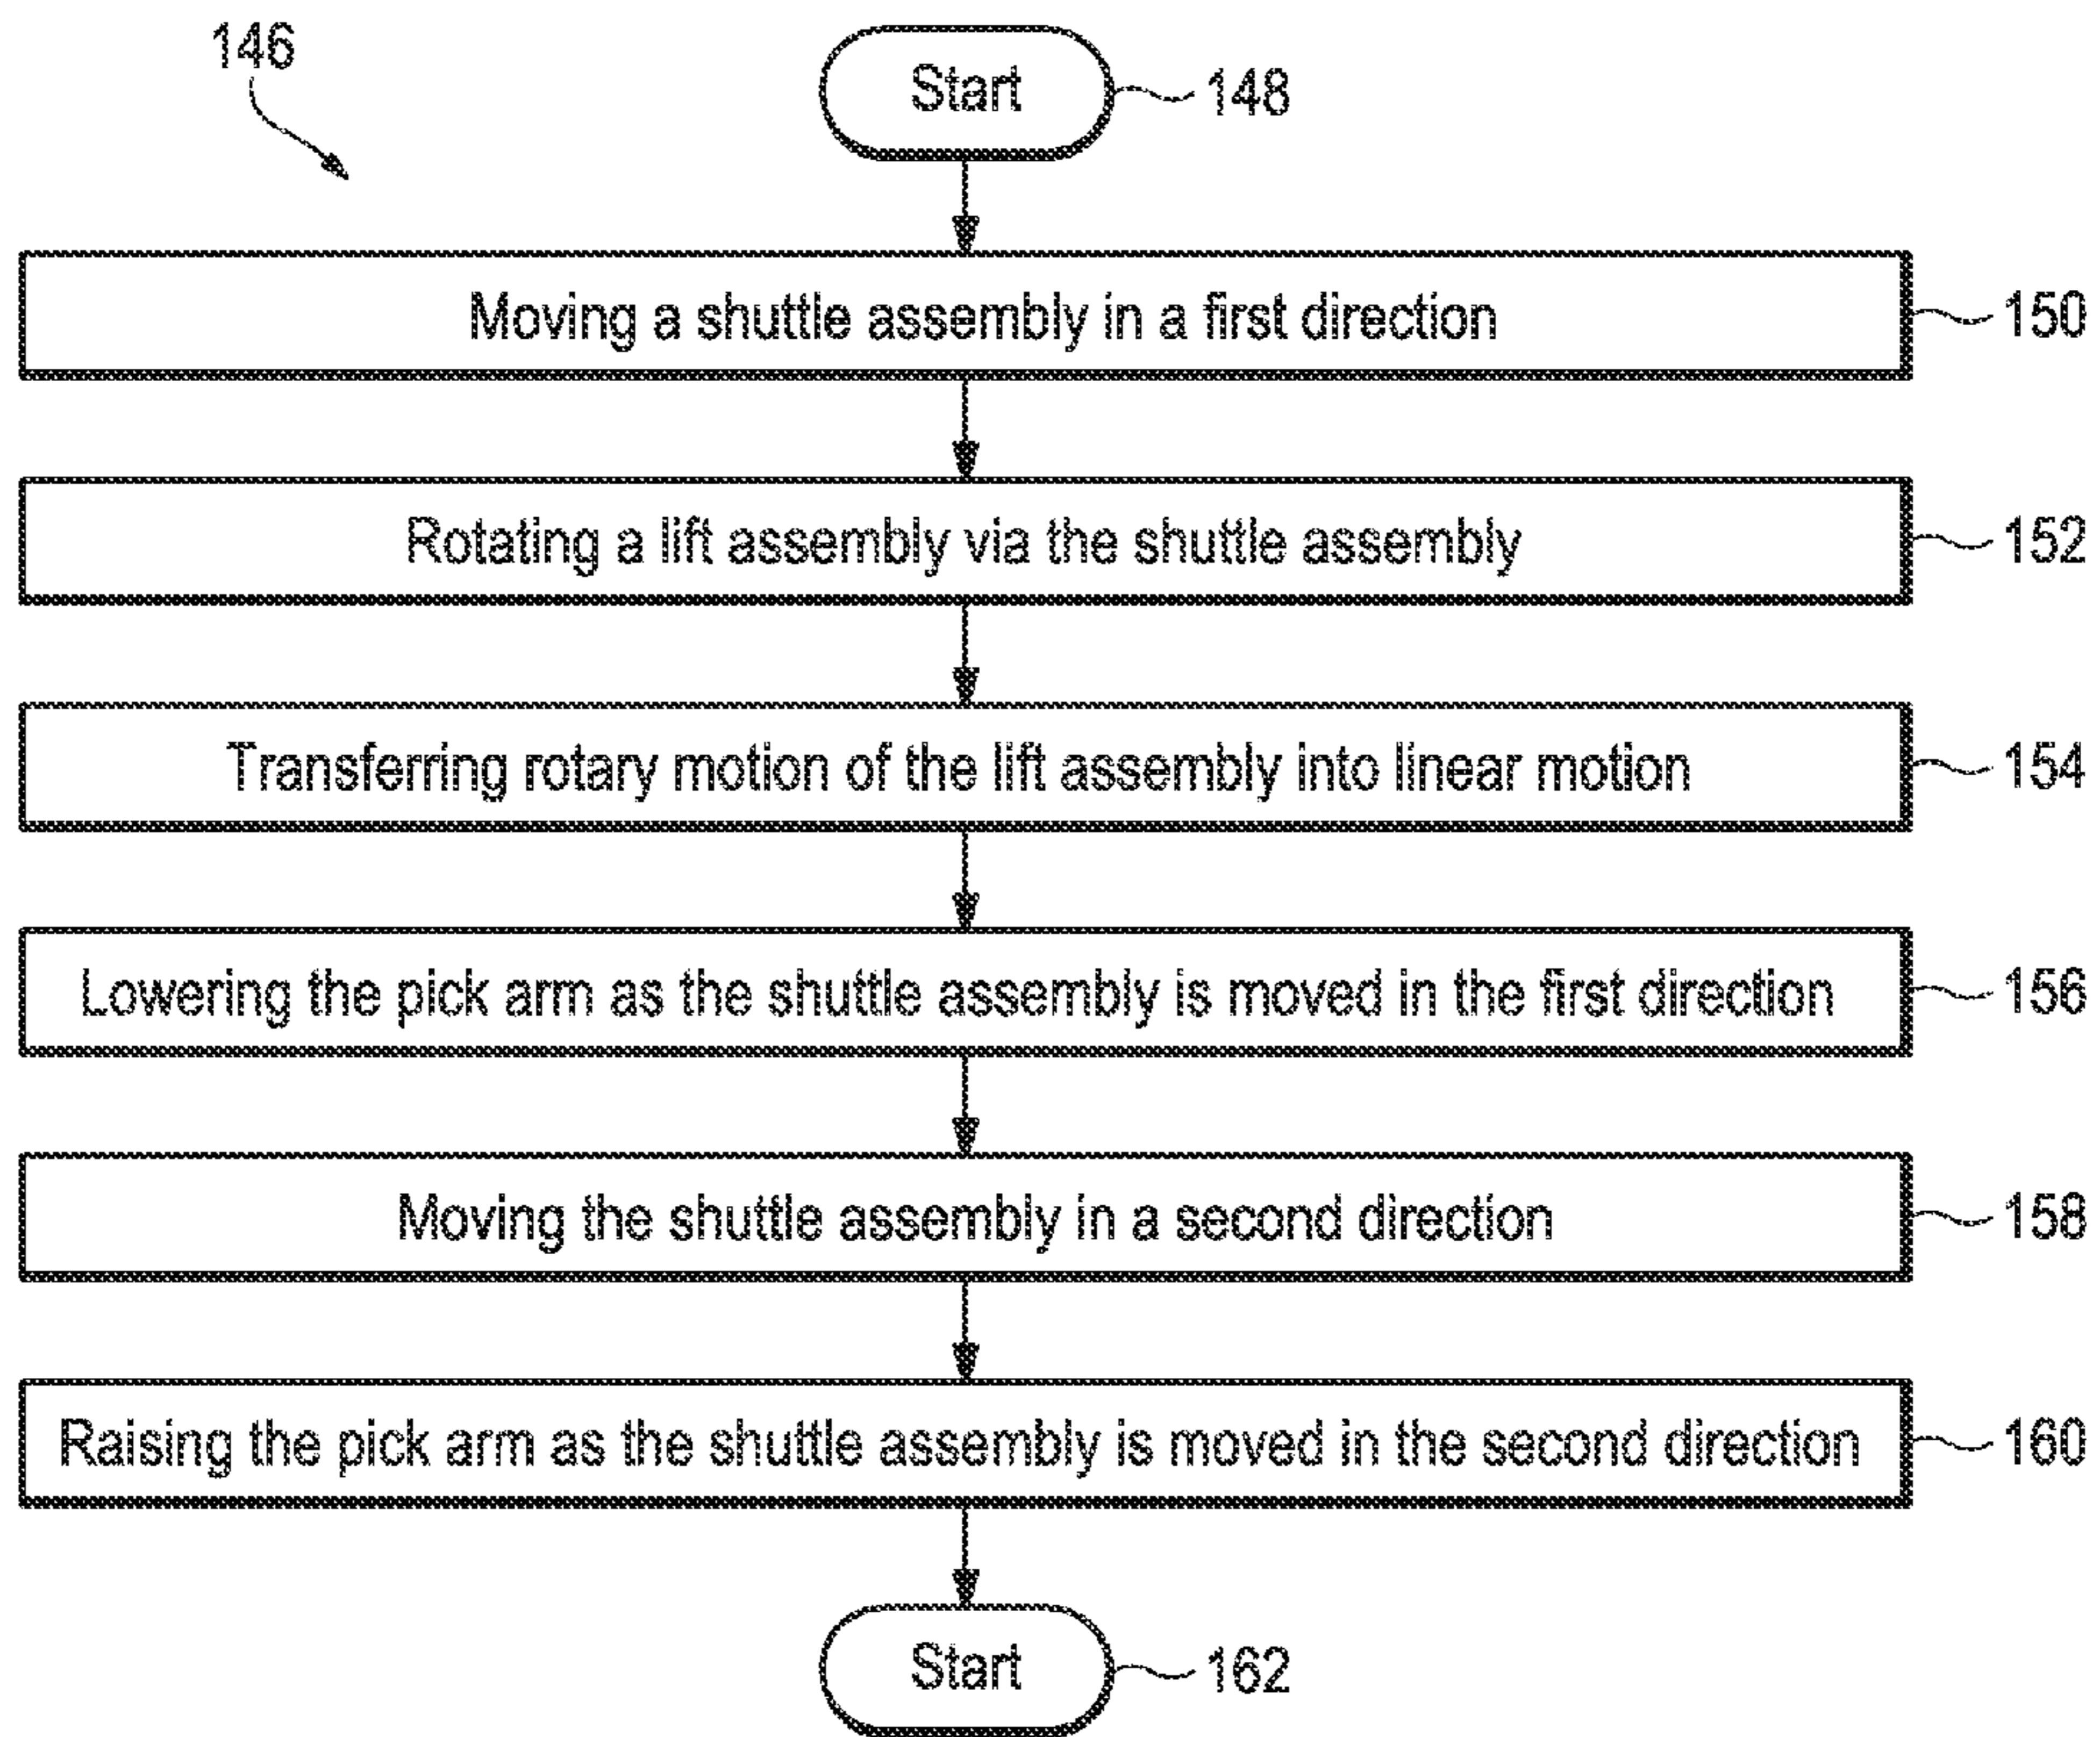 146
Start
148
Moving a shuttle assembly in a first direction
150
Rotating a lift assembly via the shuttle assembly
152
Transferring rotary motion of the lift assembly into linear motion
154
Lowering the pick arm as the shuttle assembly is moved in the first direction
156
Moving the shuttle assembly in a second direction
158
Raising the pick arm as the shuttle assembly is moved in the second direction
160
Start
162